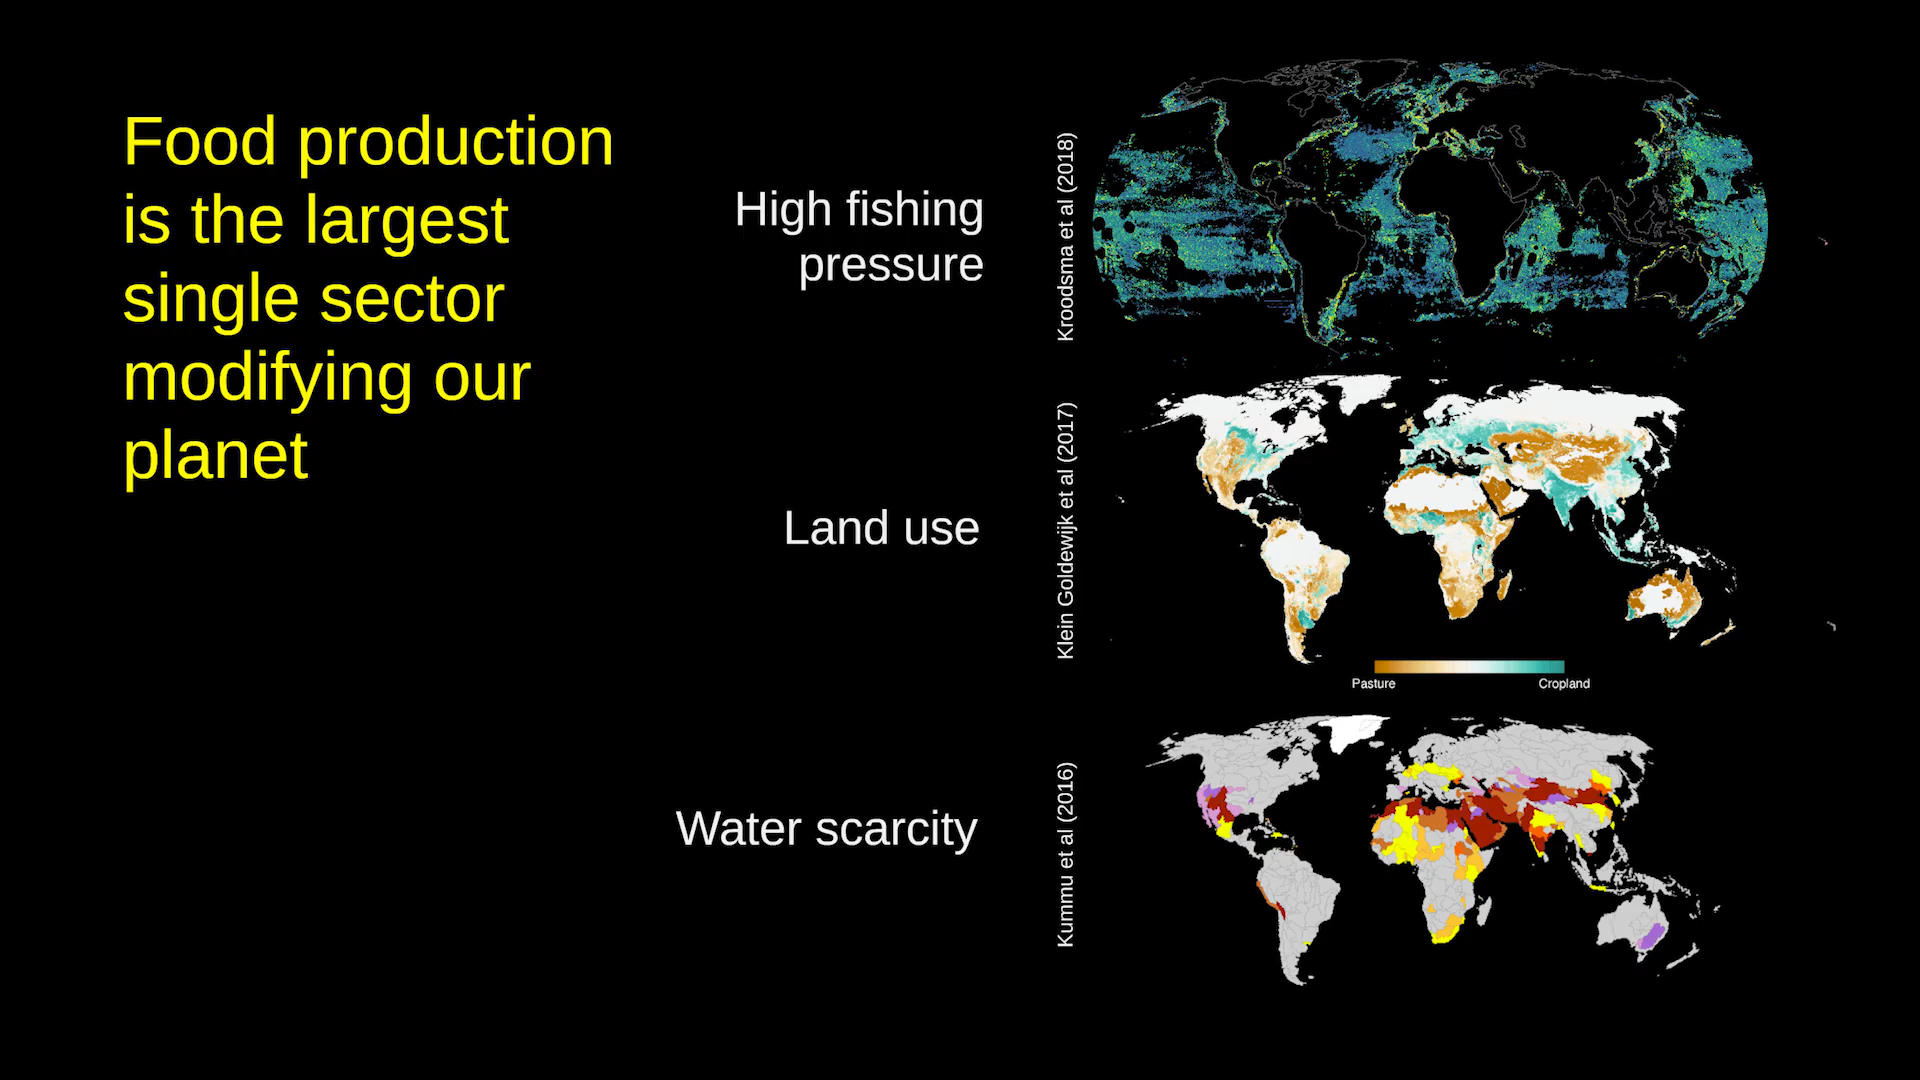 Food production
is the largest
single sector
modifying our
planet
High fishing
pressure
Kroodsma et al (2018)
Land use
Klein Goldewijk et al (2017)
Pasture
Cropland
Water scarcity
Kummu et al (2016)